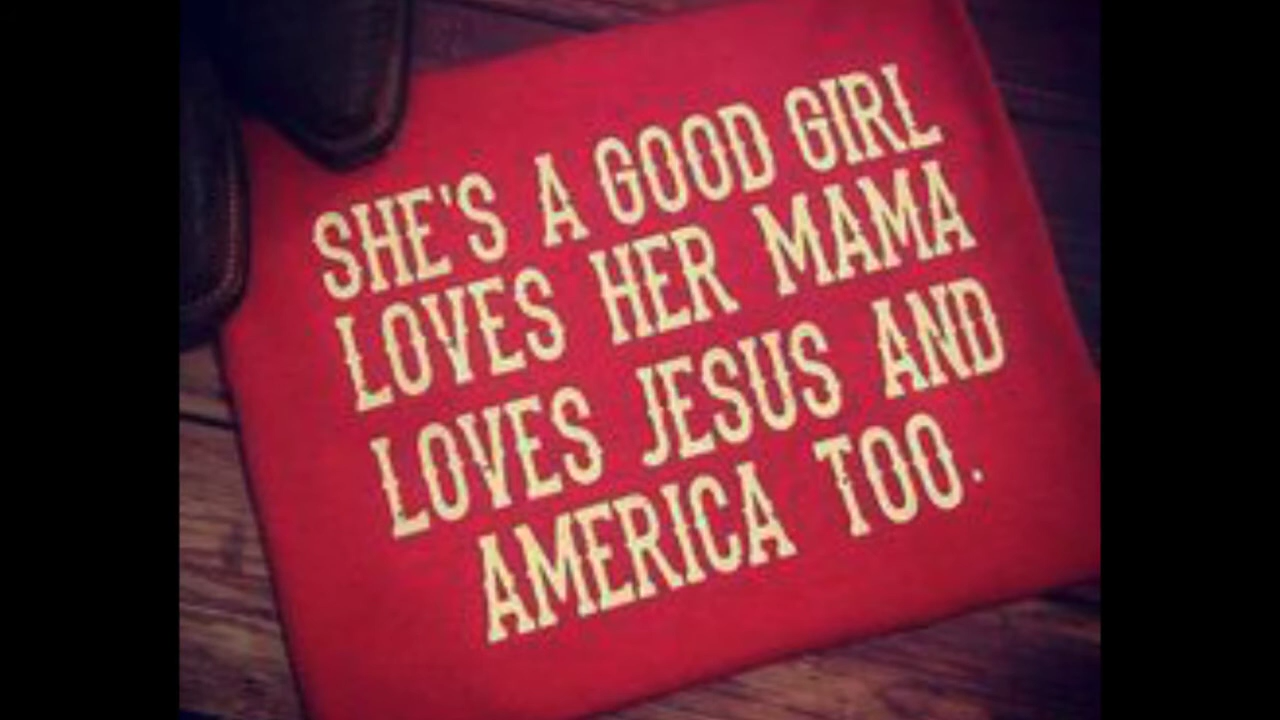 SHE'S A GOOD GIRL
LOVES HER MAMA
LOVES JESUS AND
AMERICA TOO.